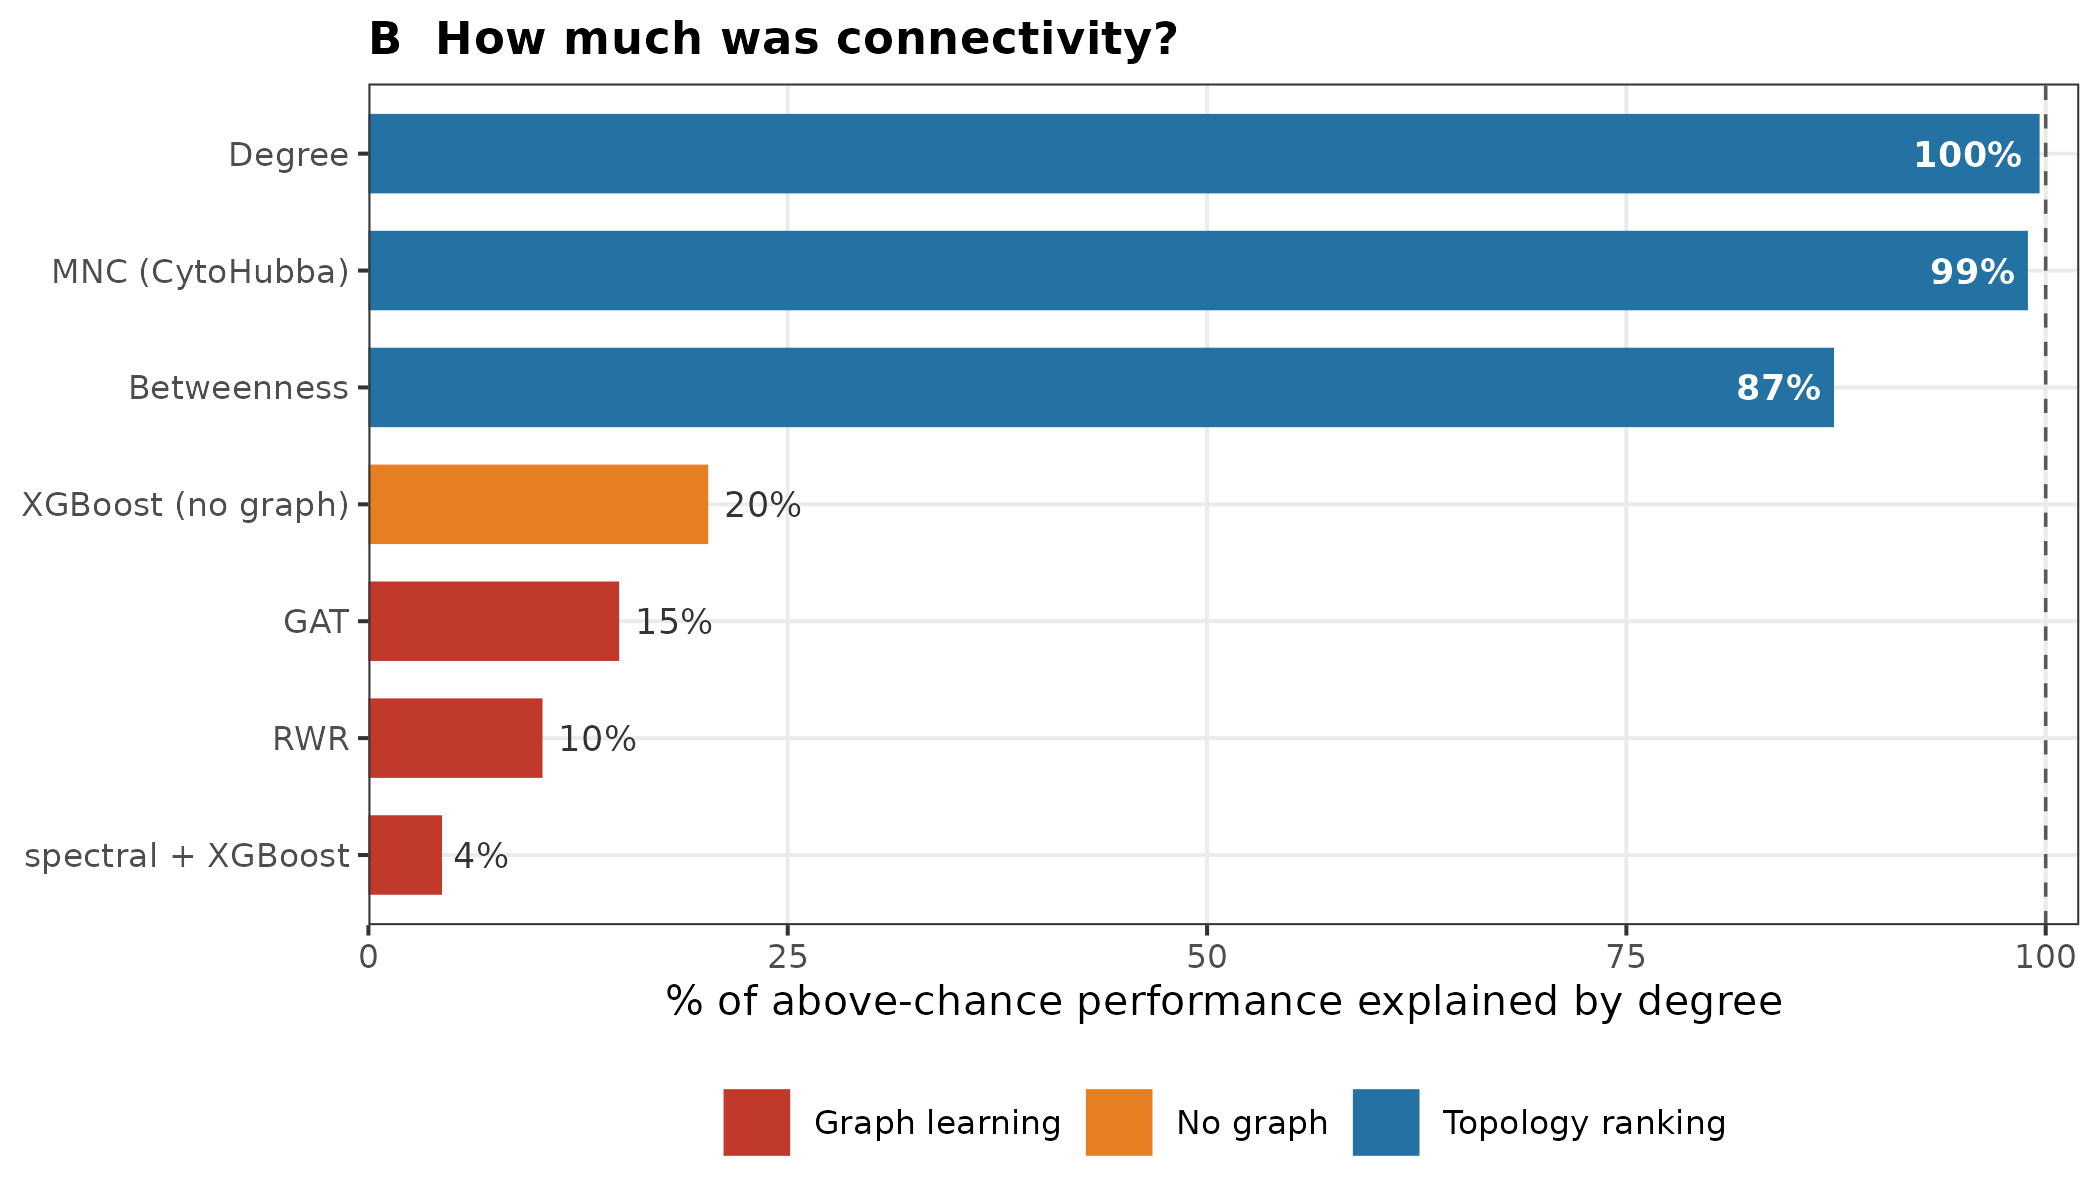 B How much was connectivity?
Degree
100%
MNC (CytoHubba)
99%
Betweenness
87%
XGBoost (no graph)
20%
GAT
15%
RWR
10%
spectral + XGBoost
4%
0 25 50 75 100
% of above-chance performance explained by degree
Graph learning No graph Topology ranking